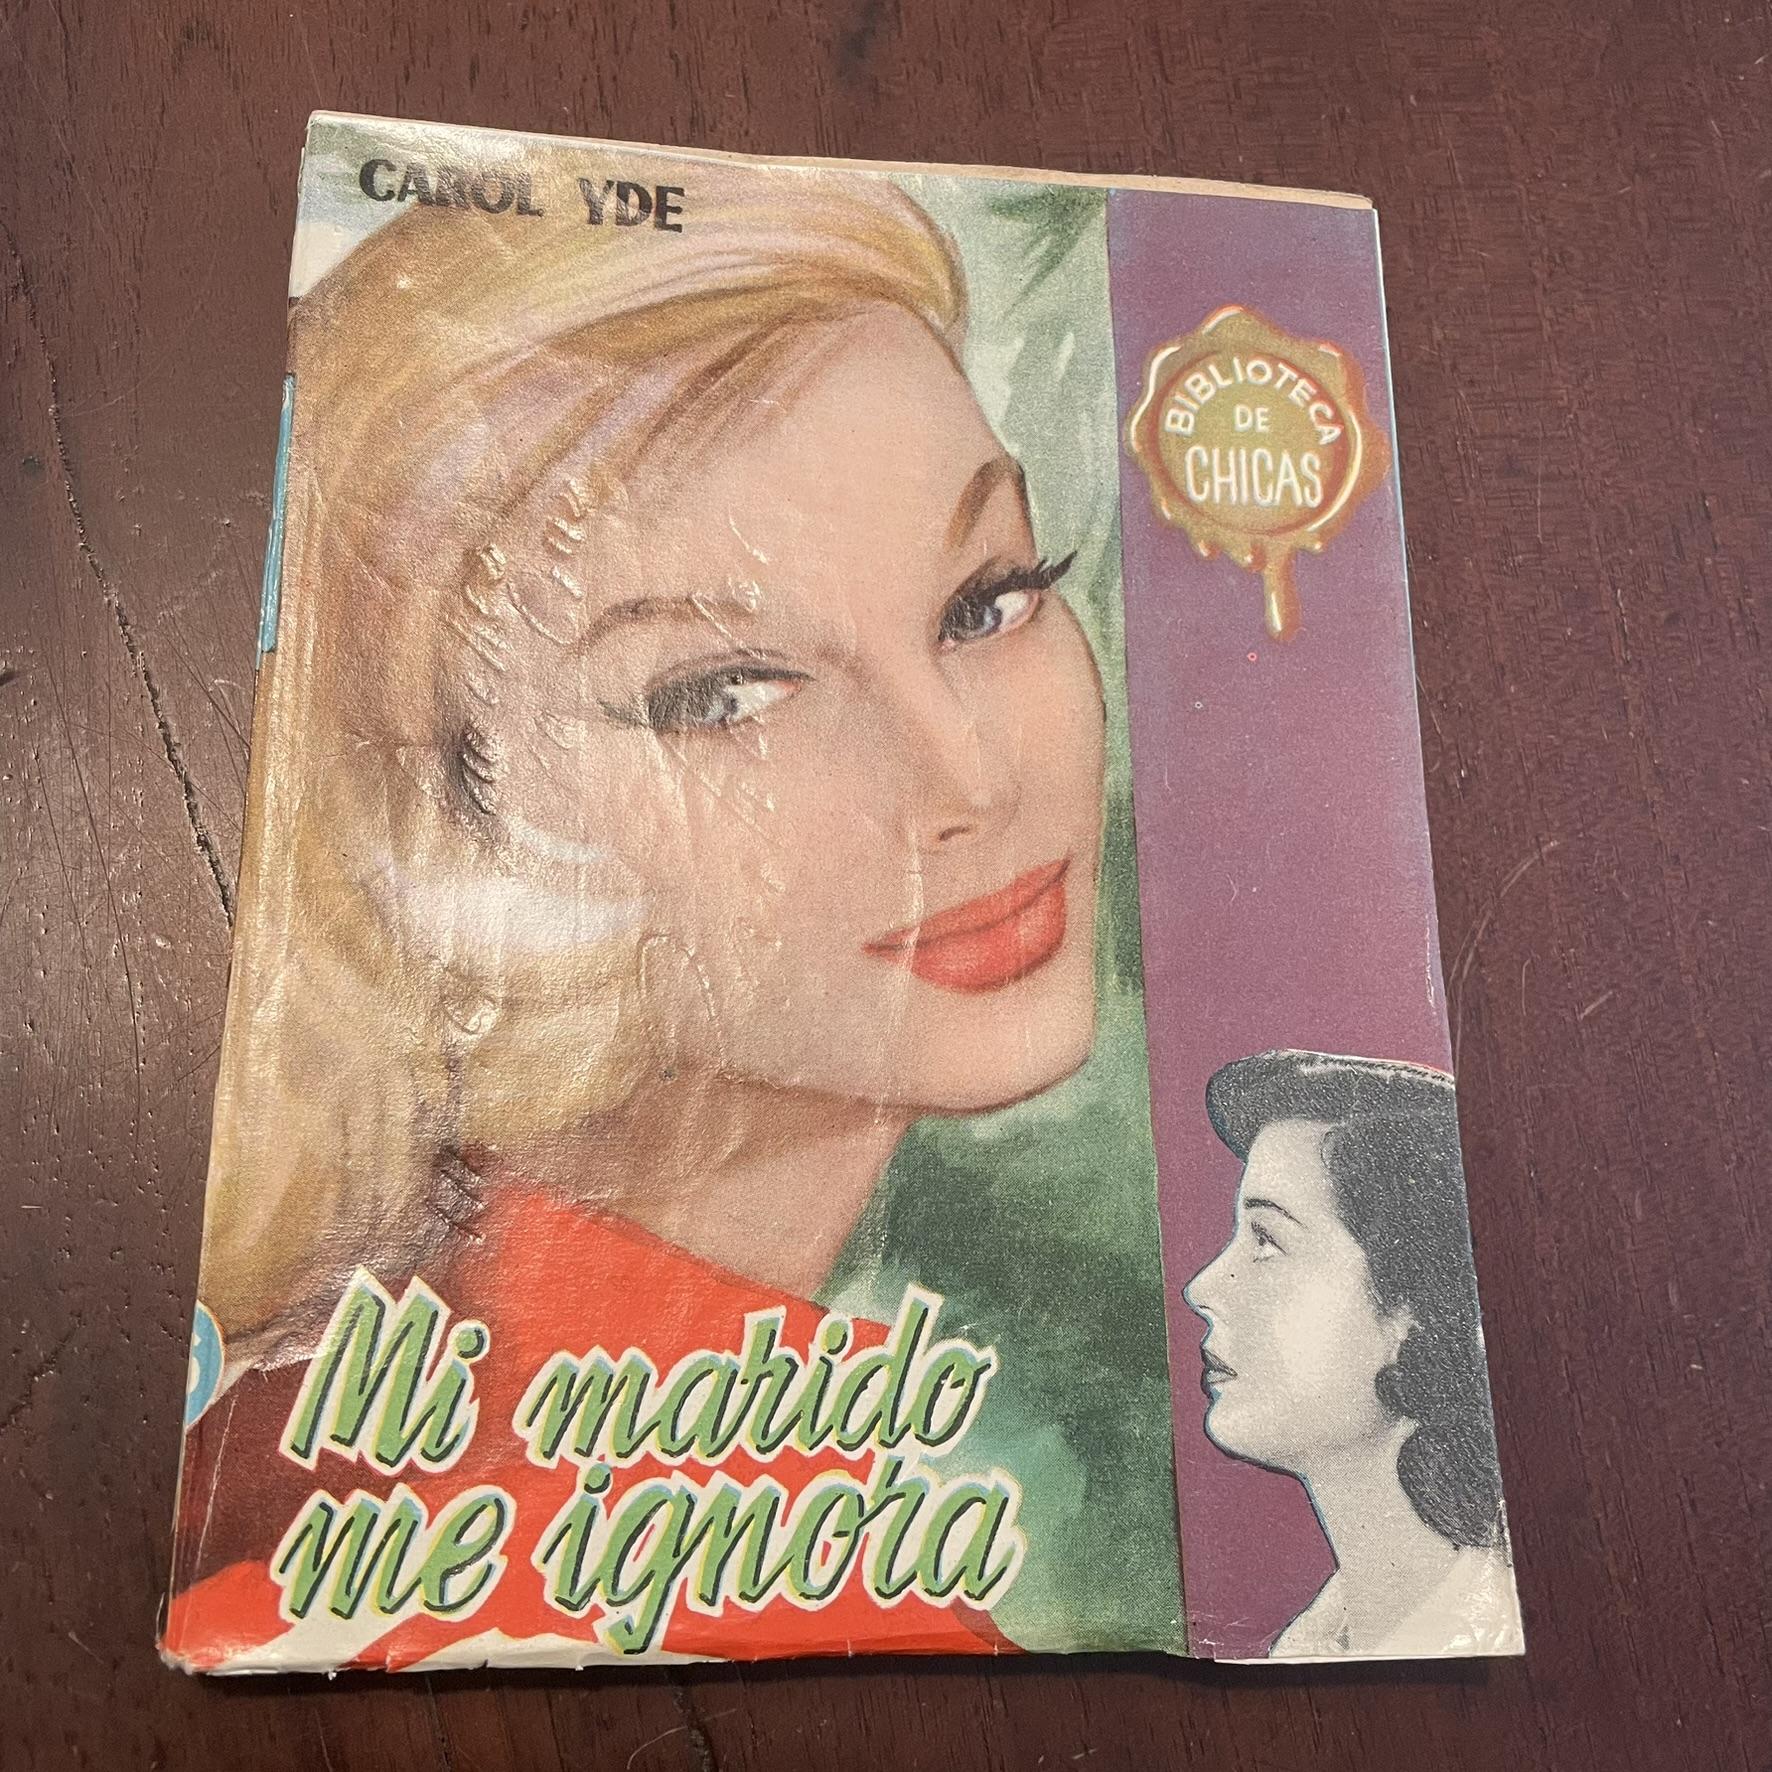 CAROL YDE
BIBLIOTECA
DE
CHICAS
Mi marido
me ignora